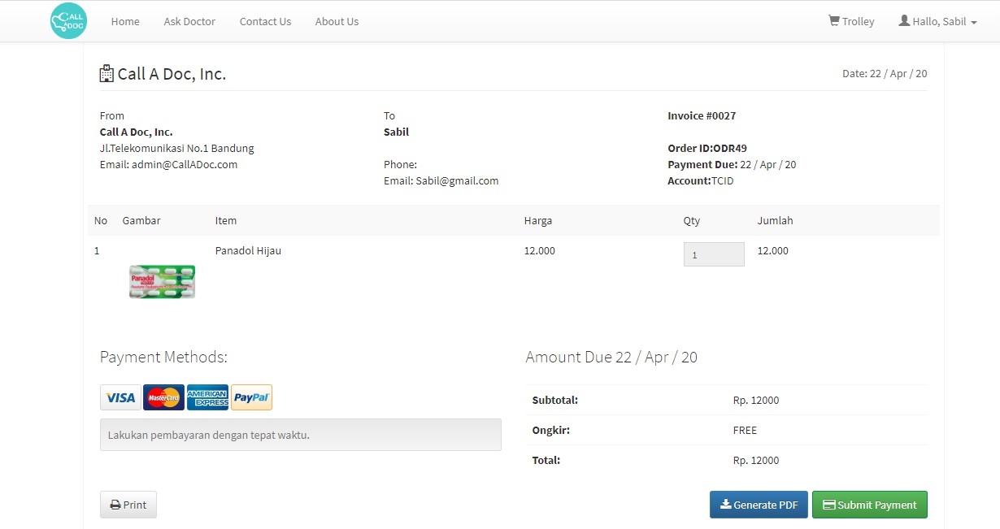 CALL A DOC
Home
Ask Doctor
Contact Us
About Us
Trolley
Hallo, Sabil
Call A Doc, Inc.
Date: 22 / Apr / 20
From
Call A Doc, Inc.
Jl.Telekomunikasi No.1 Bandung
Email: admin@CallADoc.com
To
Sabil
Phone:
Email: Sabil@gmail.com
Invoice #0027
Order ID:ODR49
Payment Due: 22 / Apr / 20
Account:TCID
No Gambar Item Harga Qty Jumlah
1 Panadol Hijau 12.000 1 12.000
Panadol
Payment Methods:
VISA
MasterCard
AMERICAN EXPRESS
PayPal
Lakukan pembayaran dengan tepat waktu.
Amount Due 22 / Apr / 20
Subtotal: Rp. 12000
Ongkir: FREE
Total: Rp. 12000
Print
Generate PDF
Submit Payment